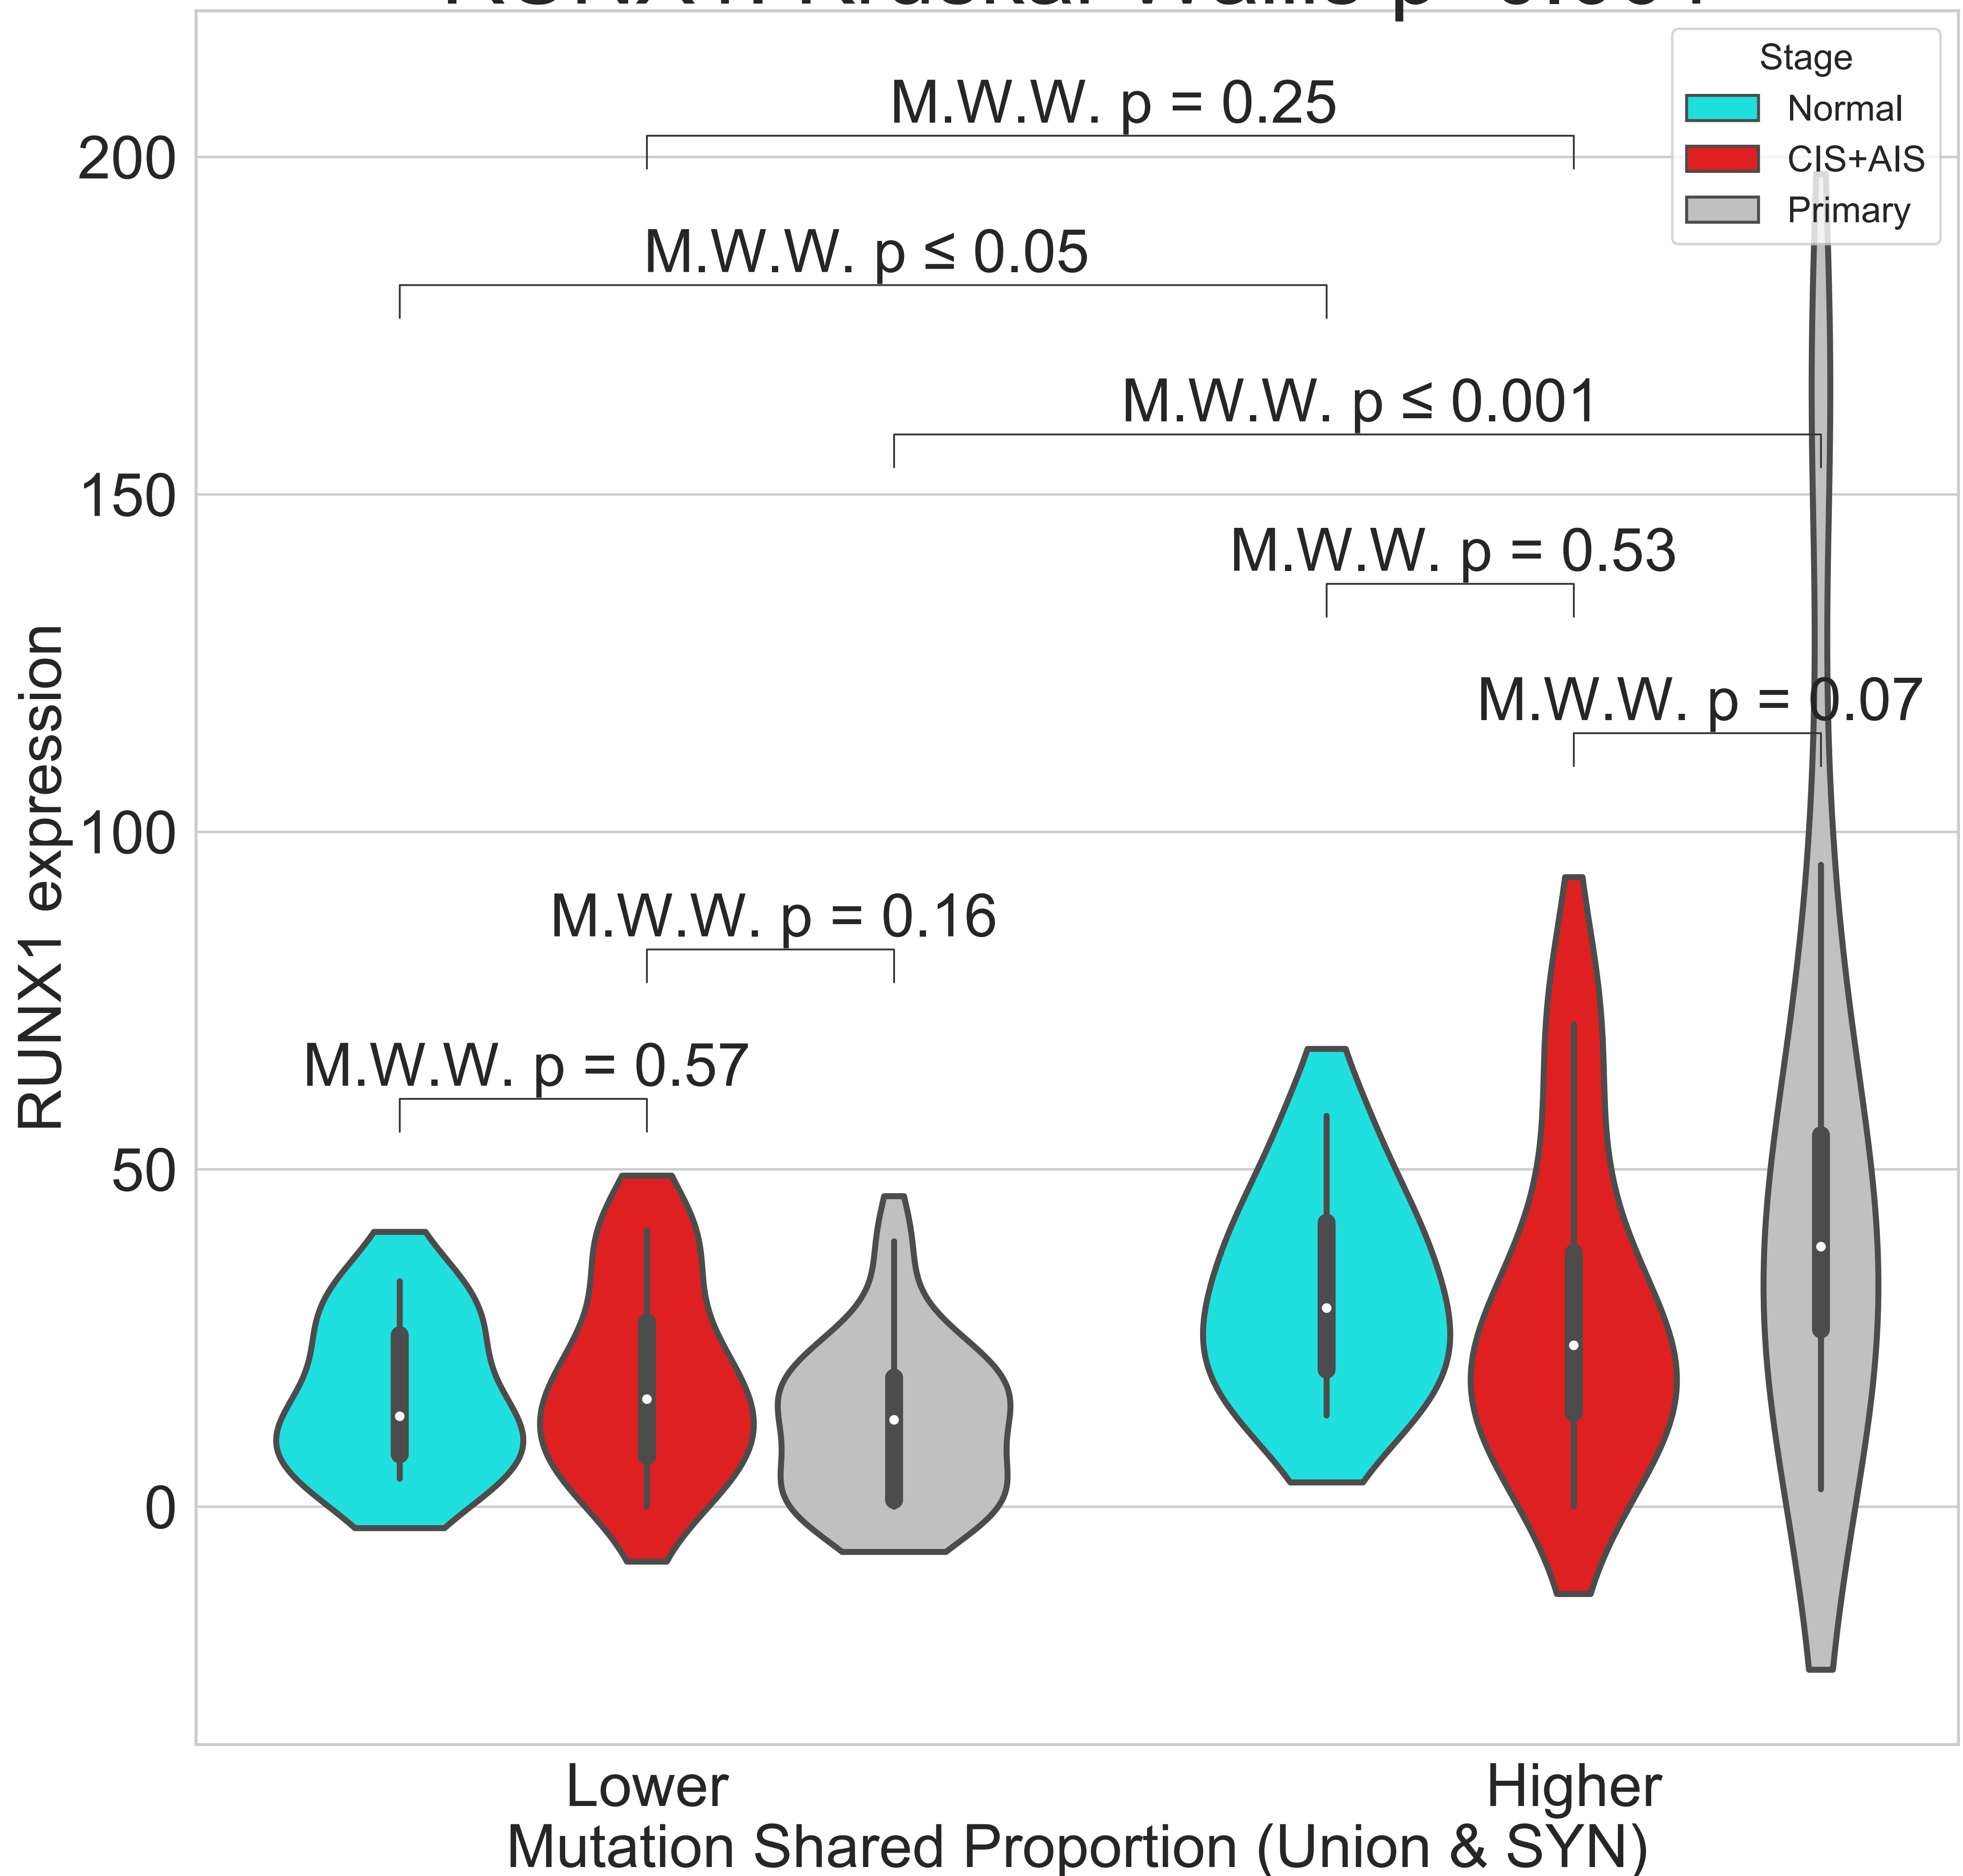 M.W.W. p = 0.25
M.W.W. p ≤ 0.05
M.W.W. p ≤ 0.001
M.W.W. p = 0.53
M.W.W. p = 0.07
M.W.W. p = 0.16
M.W.W. p = 0.57
Stage
Normal
CIS+AIS
Primary
200
150
100
50
0
RUNX1 expression
Lower
Higher
Mutation Shared Proportion (Union & SYN)